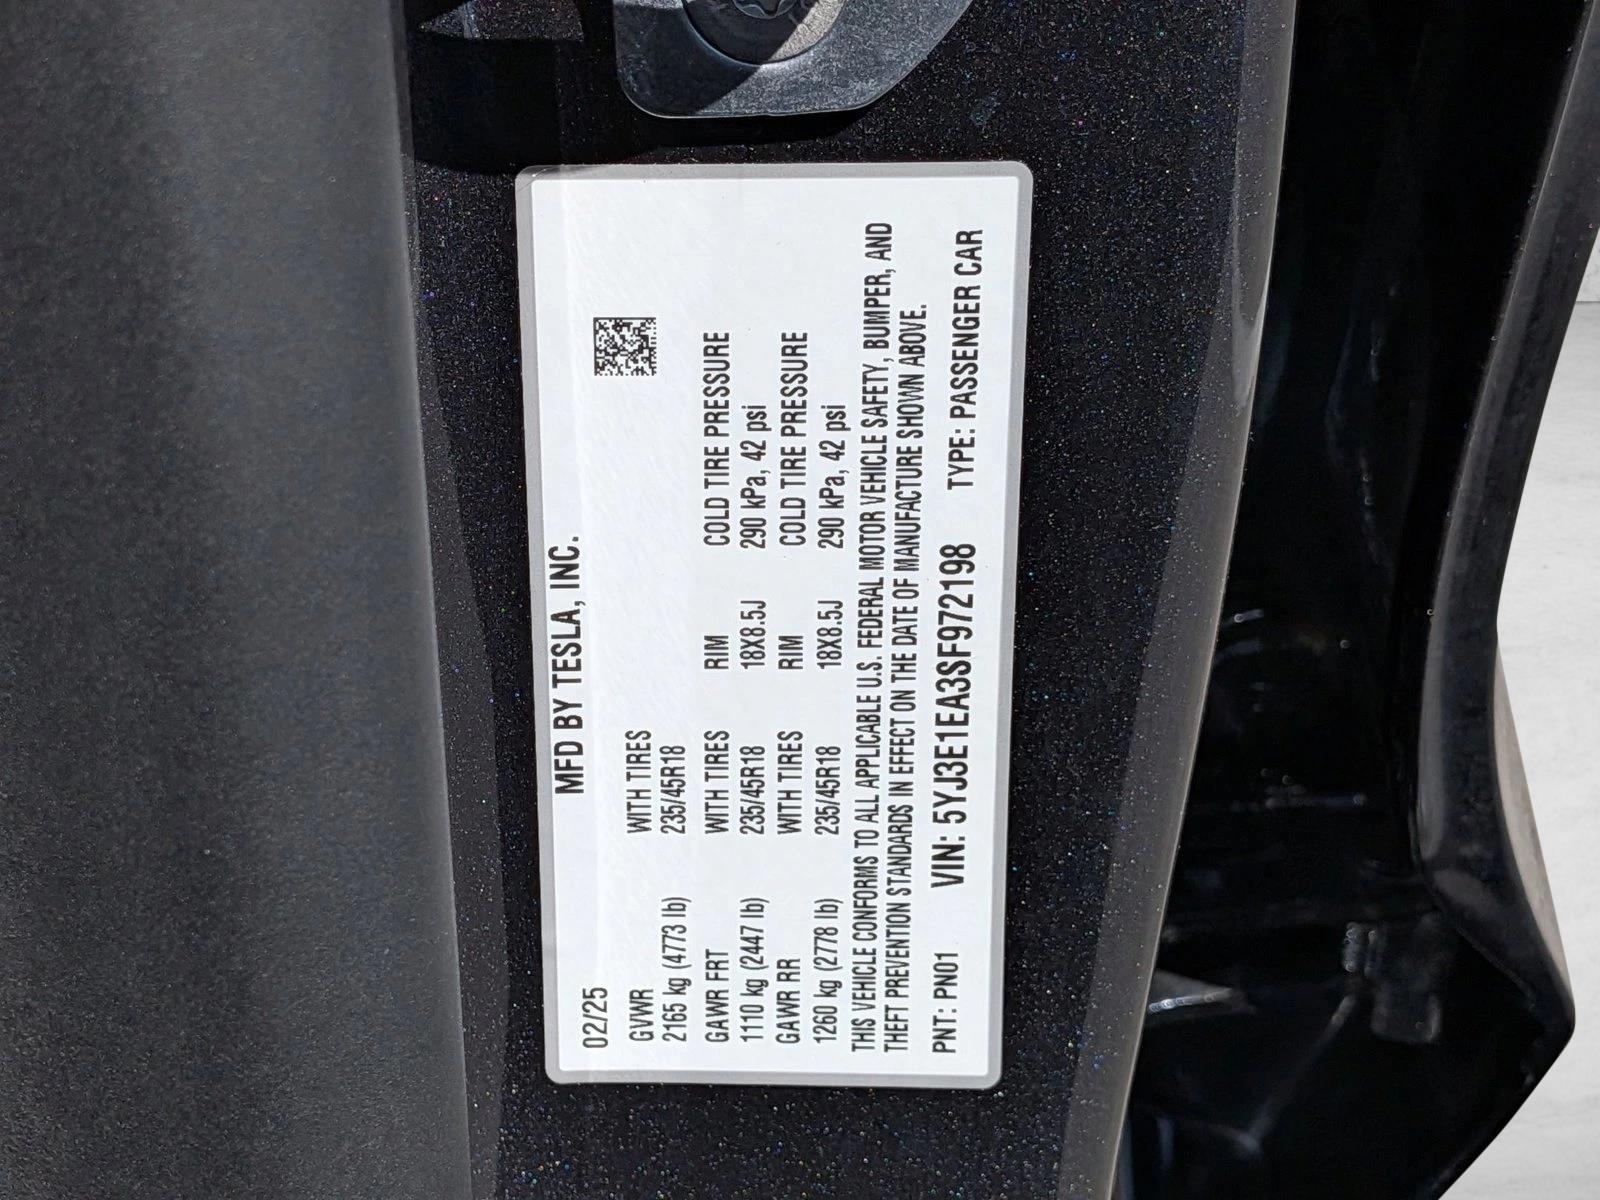 MFD BY TESLA, INC.
02/25
GVWR WITH TIRES
2165 kg (4773 lb) 235/45R18
GAWR FRT WITH TIRES RIM COLD TIRE PRESSURE
1110 kg (2447 lb) 235/45R18 18X8.5J 290 kPa, 42 psi
GAWR RR WITH TIRES RIM COLD TIRE PRESSURE
1260 kg (2778 lb) 235/45R18 18X8.5J 290 kPa, 42 psi
THIS VEHICLE CONFORMS TO ALL APPLICABLE U.S. FEDERAL MOTOR VEHICLE SAFETY, BUMPER, AND
THEFT PREVENTION STANDARDS IN EFFECT ON THE DATE OF MANUFACTURE SHOWN ABOVE.
PNT: PN01 VIN: 5YJ3E1EA3SF972198 TYPE: PASSENGER CAR